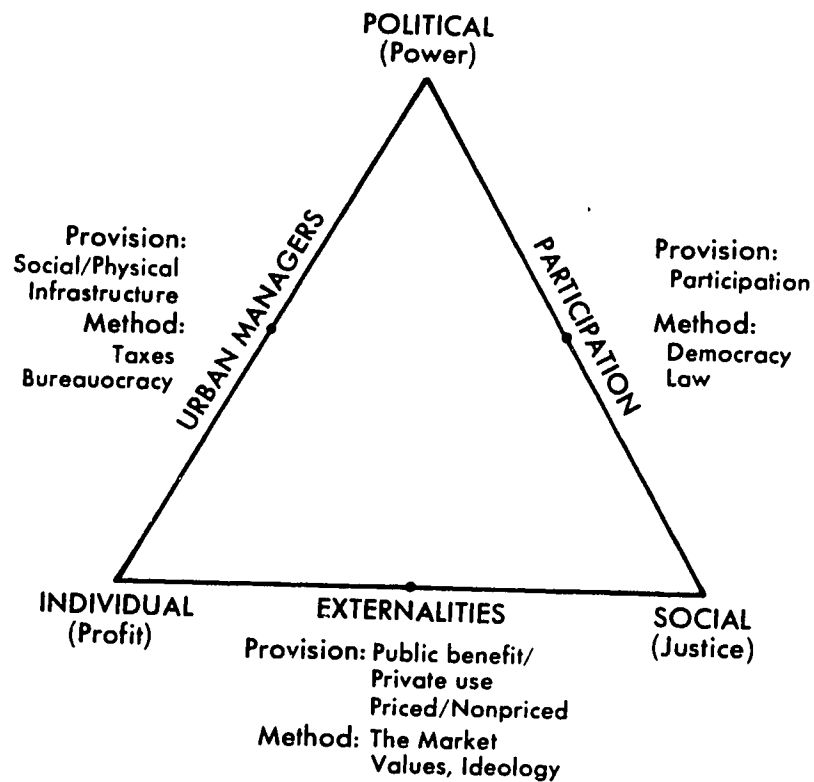 POLITICAL
(Power)
URBAN MANAGERS
Provision:
Social/Physical
Infrastructure
Method:
Taxes
Bureauocracy
PARTICIPATION
Provision:
Participation
Method:
Democracy
Law
INDIVIDUAL
(Profit)
EXTERNALITIES
Provision: Public benefit/
Private use
Priced/Nonpriced
Method: The Market
Values, Ideology
SOCIAL
(Justice)